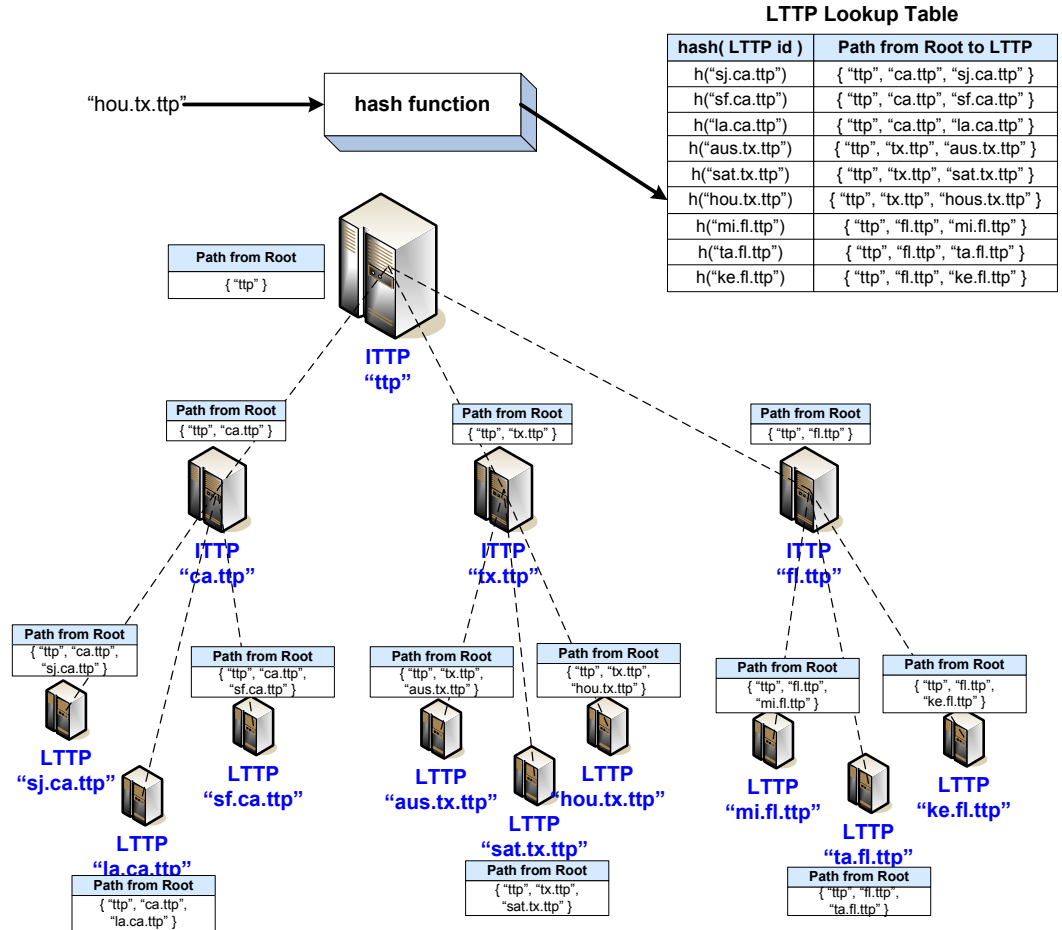 LTTP Lookup Table
hash( LTTP id ) Path from Root to LTTP
h(“sj.ca.ttp”) { “ttp”, “ca.ttp”, “sj.ca.ttp” }
h(“sf.ca.ttp”) { “ttp”, “ca.ttp”, “sf.ca.ttp” }
h(“la.ca.ttp”) { “ttp”, “ca.ttp”, “la.ca.ttp” }
h(“aus.tx.ttp”) { “ttp”, “tx.ttp”, “aus.tx.ttp” }
h(“sat.tx.ttp”) { “ttp”, “tx.ttp”, “sat.tx.ttp” }
h(“hou.tx.ttp”) { “ttp”, “tx.ttp”, “hous.tx.ttp” }
h(“mi.fl.ttp”) { “ttp”, “fl.ttp”, “mi.fl.ttp” }
h(“ta.fl.ttp”) { “ttp”, “fl.ttp”, “ta.fl.ttp” }
h(“ke.fl.ttp”) { “ttp”, “fl.ttp”, “ke.fl.ttp” }
“hou.tx.ttp”
hash function
Path from Root
{ “ttp” }
ITTP
“ttp”
Path from Root
{ “ttp”, “ca.ttp” }
ITTP
“ca.ttp”
Path from Root
{ “ttp”, “tx.ttp” }
ITTP
“tx.ttp”
Path from Root
{ “ttp”, “fl.ttp” }
ITTP
“fl.ttp”
Path from Root
{ “ttp”, “ca.ttp”,
“sj.ca.ttp” }
LTTP
“sj.ca.ttp”
LTTP
“la.ca.ttp”
Path from Root
{ “ttp”, “ca.ttp”,
“la.ca.ttp” }
Path from Root
{ “ttp”, “ca.ttp”,
“sf.ca.ttp” }
LTTP
“sf.ca.ttp”
Path from Root
{ “ttp”, “tx.ttp”,
“aus.tx.ttp” }
LTTP
“aus.tx.ttp”
LTTP
“sat.tx.ttp”
Path from Root
{ “ttp”, “tx.ttp”,
“sat.tx.ttp” }
Path from Root
{ “ttp”, “tx.ttp”,
“hou.tx.ttp” }
LTTP
“hou.tx.ttp”
Path from Root
{ “ttp”, “fl.ttp”,
“mi.fl.ttp” }
LTTP
“mi.fl.ttp”
LTTP
“ta.fl.ttp”
Path from Root
{ “ttp”, “fl.ttp”,
“ta.fl.ttp” }
Path from Root
{ “ttp”, “fl.ttp”,
“ke.fl.ttp” }
LTTP
“ke.fl.ttp”